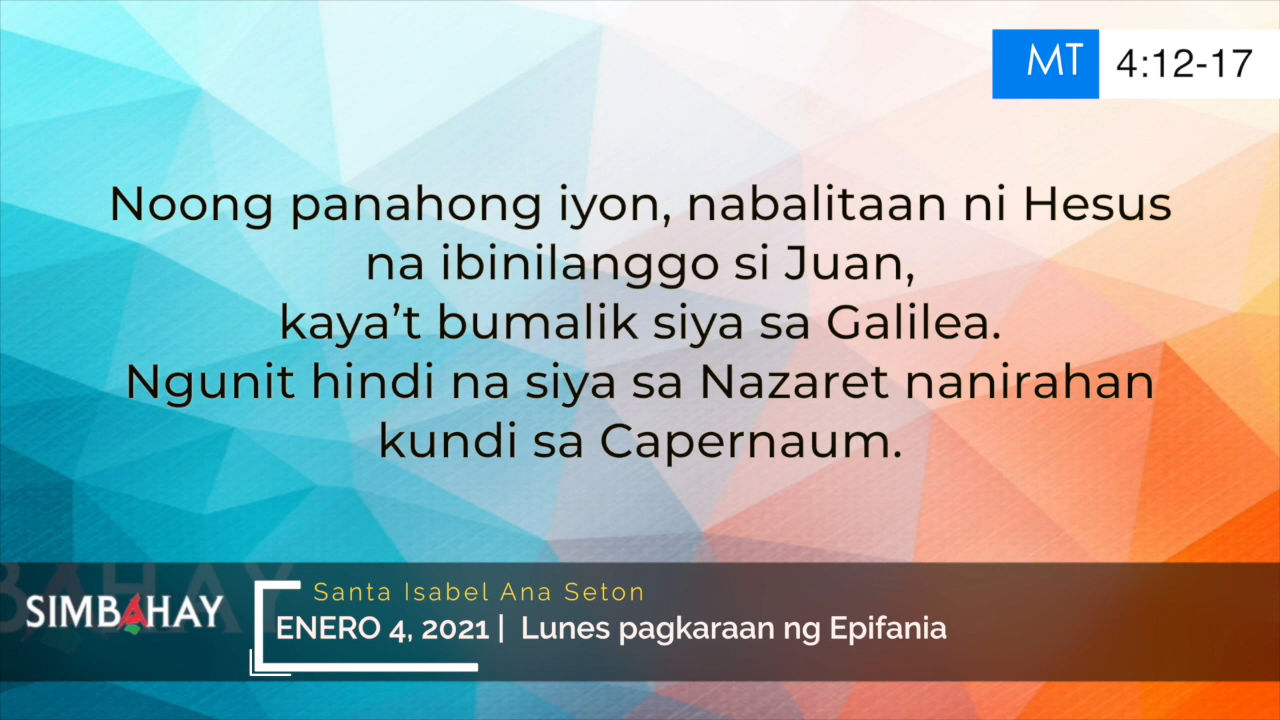 MT 4:12-17
Noong panahong iyon, nabalitaan ni Hesus
na ibinilanggo si Juan,
kaya’t bumalik siya sa Galilea.
Ngunit hindi na siya sa Nazaret nanirahan
kundi sa Capernaum.
Santa Isabel Ana Seton
SIMBAHAY
ENERO 4, 2021 | Lunes pagkaraan ng Epifania